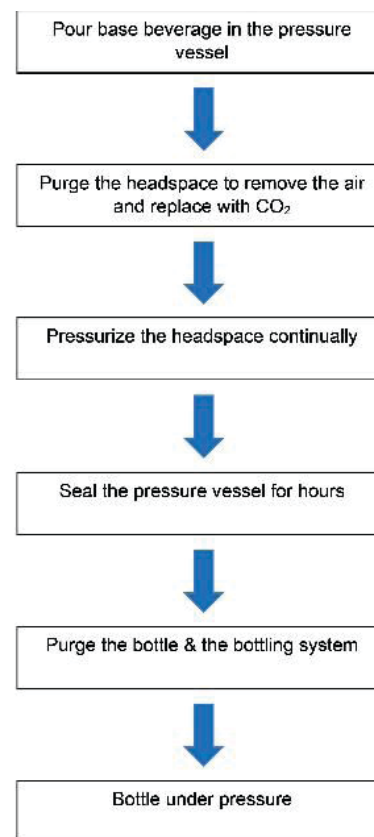 Pour base beverage in the pressure
vessel
Purge the headspace to remove the air
and replace with CO₂
Pressurize the headspace continually
Seal the pressure vessel for hours
Purge the bottle & the bottling system
Bottle under pressure